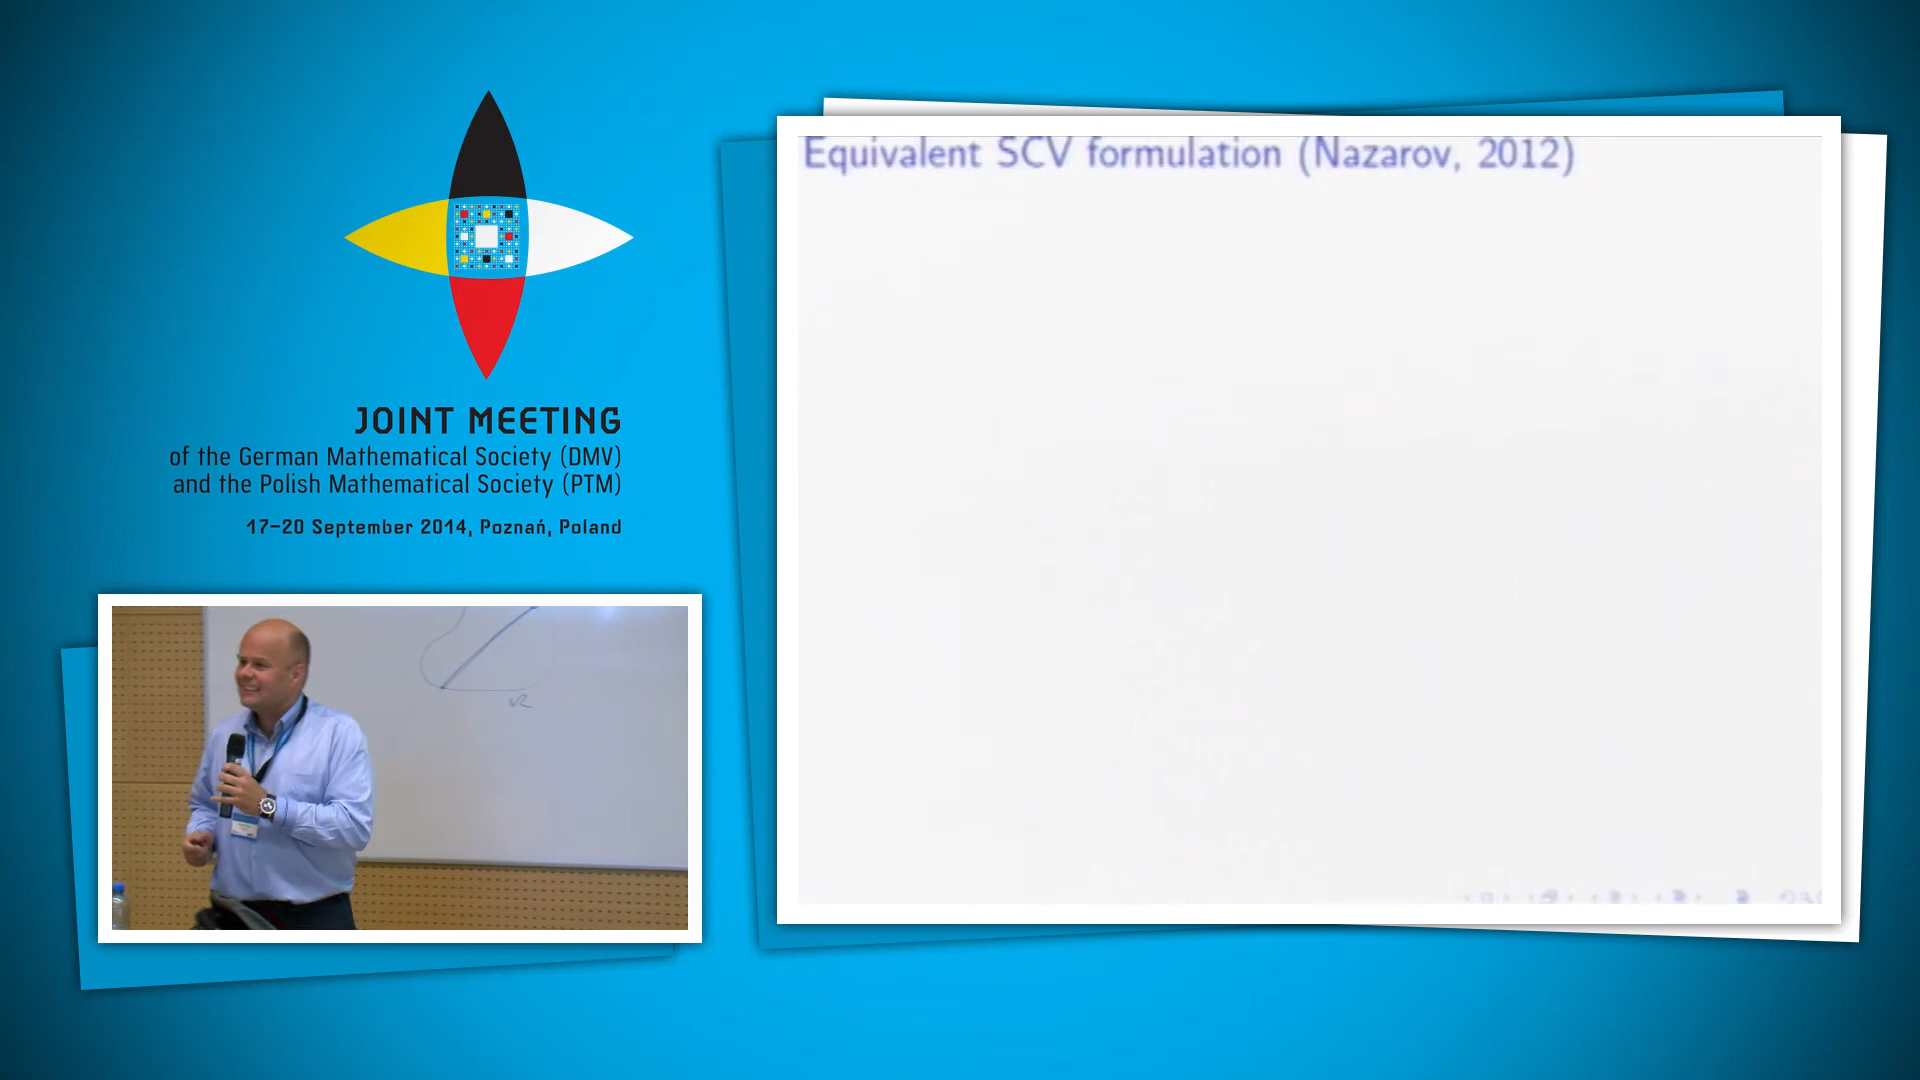 JOINT MEETING
of the German Mathematical Society (DMV)
and the Polish Mathematical Society (PTM)
17–20 September 2014, Poznań, Poland
Equivalent SCV formulation (Nazarov, 2012)